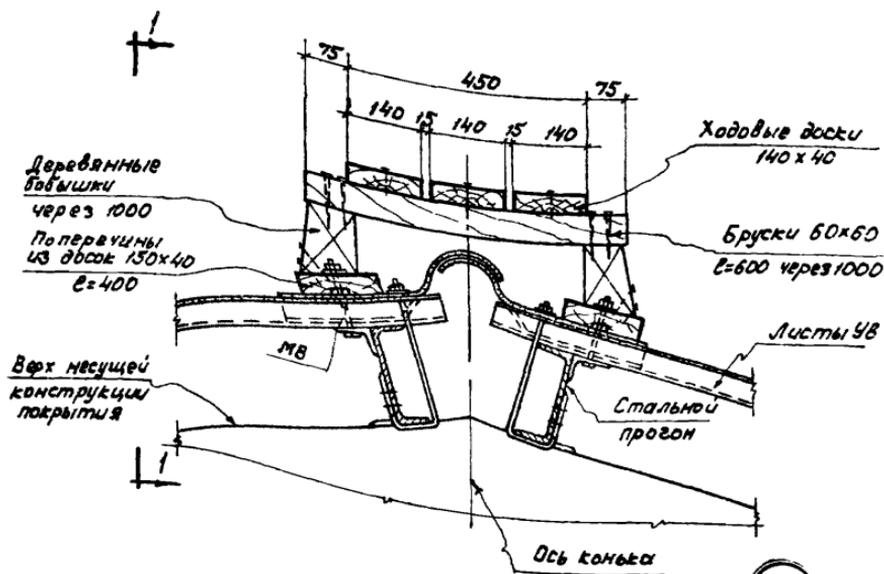 1
75
450
75
140
15
140
15
140
Ходовые доски
140 х 40
Деревянные
бобышки
через 1000
Поперечины
из досок 150х40
ℓ=400
Бруски 60х60
ℓ=600 через 1000
М8
Листы УВ
Верх несущей
конструкции
покрытия
Стальной
прогон
1
Ось конька